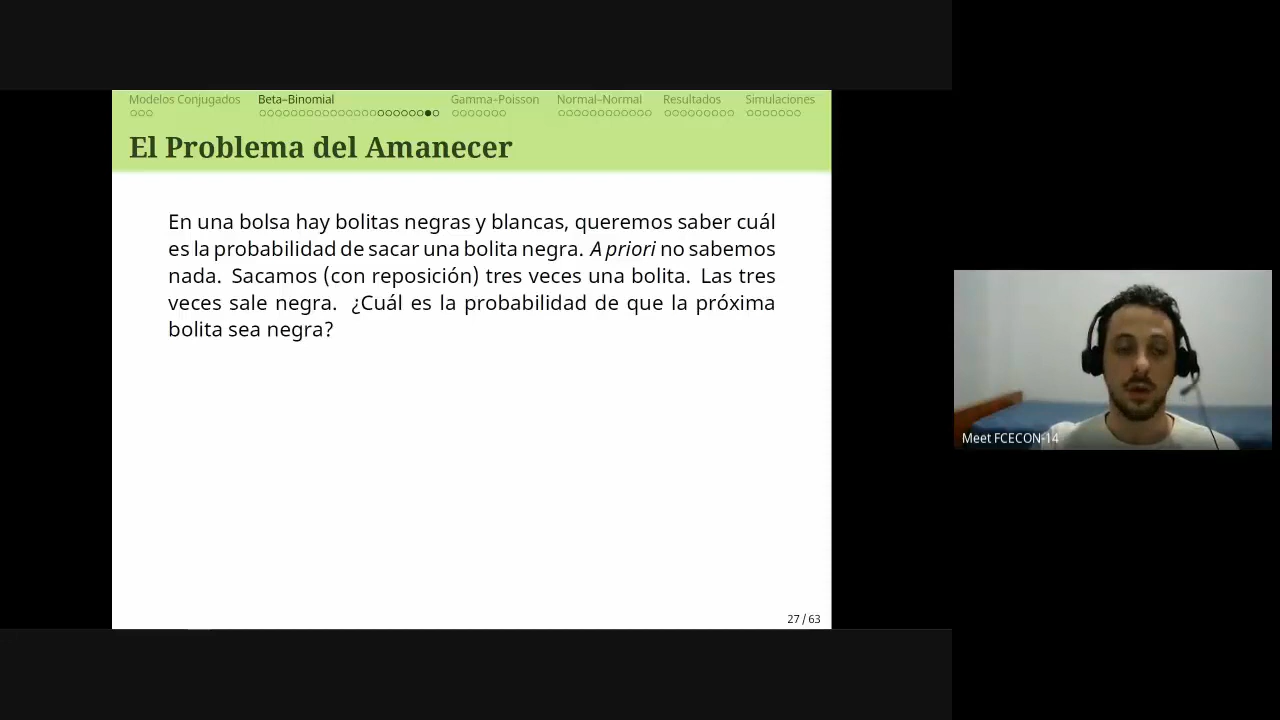 Modelos Conjugados Beta–Binomial Gamma–Poisson Normal–Normal Resultados Simulaciones
El Problema del Amanecer
En una bolsa hay bolitas negras y blancas, queremos saber cuál
es la probabilidad de sacar una bolita negra. A priori no sabemos
nada. Sacamos (con reposición) tres veces una bolita. Las tres
veces sale negra. ¿Cuál es la probabilidad de que la próxima
bolita sea negra?
27 / 63
Meet FCECON-14